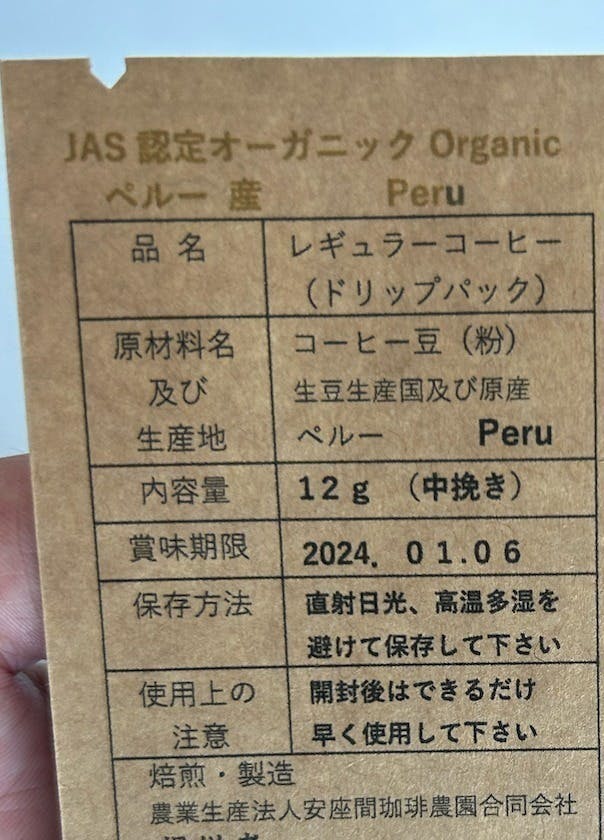 JAS 認定オーガニック Organic
ペルー 産 Peru
品 名 レギュラーコーヒー
(ドリップパック)
原材料名 コーヒー豆(粉)
及び 生豆生産国及び原産
生産地 ペルー Peru
内容量 12g (中挽き)
賞味期限 2024. 01.06
保存方法 直射日光、高温多湿を
避けて保存して下さい
使用上の 開封後はできるだけ
注意 早く使用して下さい
焙煎・製造
農業生産法人安座間珈琲農園合同会社